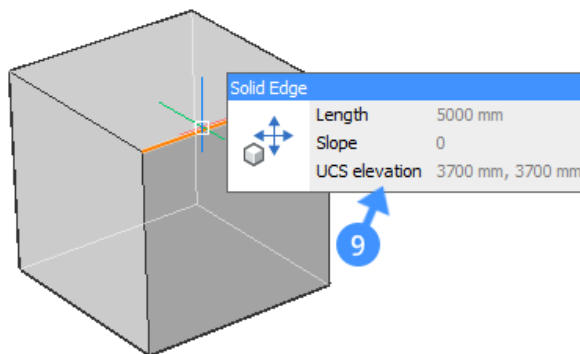 Solid Edge
Length 5000 mm
Slope 0
UCS elevation 3700 mm, 3700 mm
9